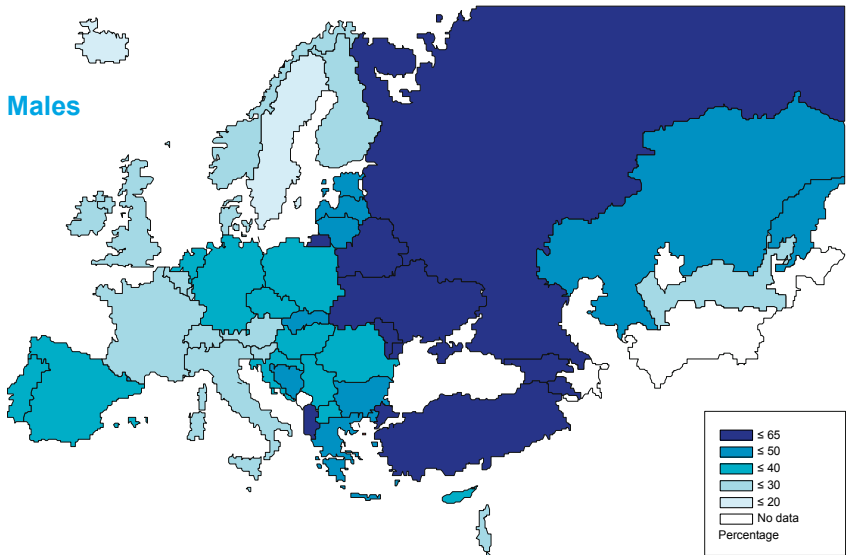 Males
≤ 65
≤ 50
≤ 40
≤ 30
≤ 20
No data
Percentage